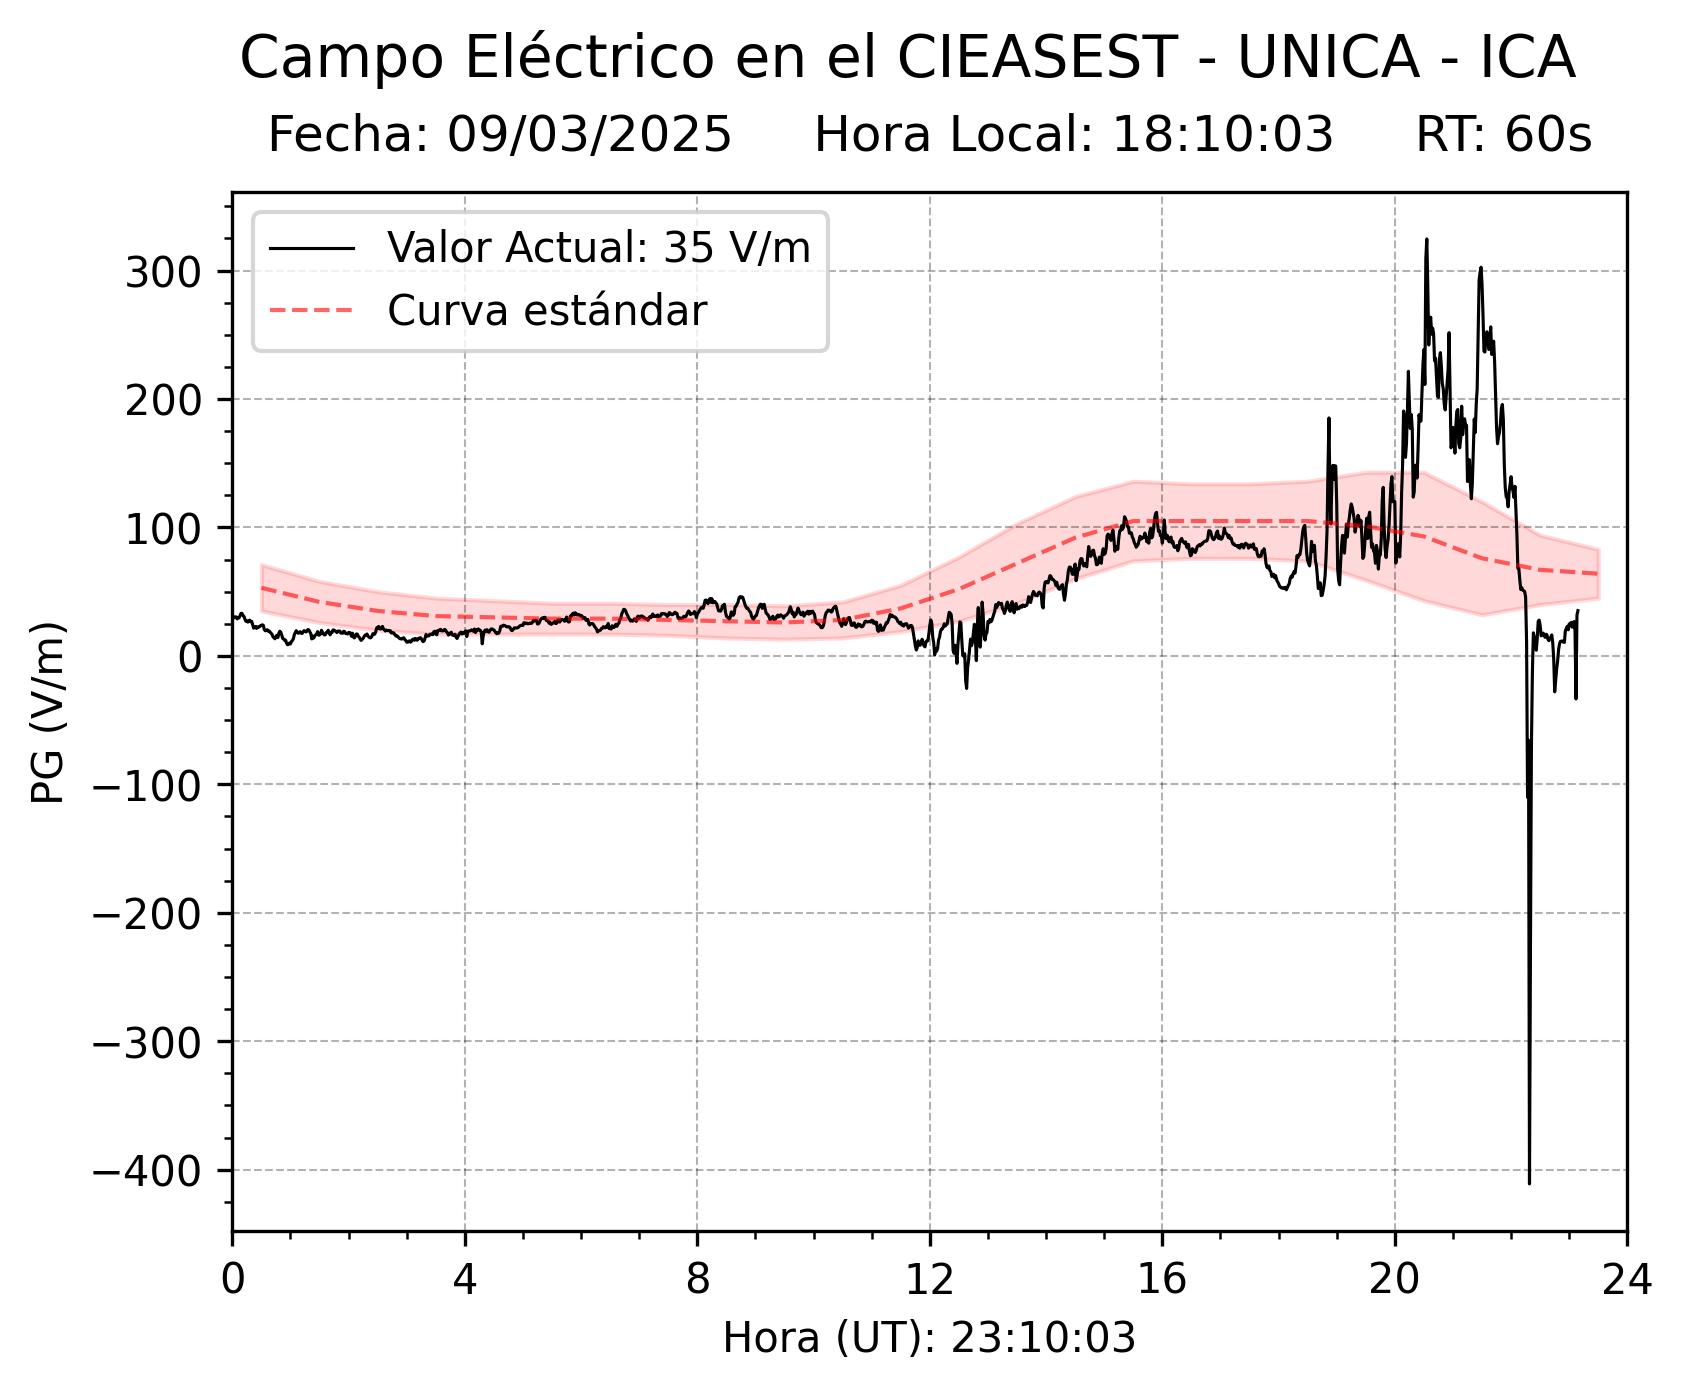 Campo Eléctrico en el CIEASEST - UNICA - ICA
Fecha: 09/03/2025 Hora Local: 18:10:03 RT: 60s
Valor Actual: 35 V/m
Curva estándar
PG (V/m)
300
200
100
0
−100
−200
−300
−400
0 4 8 12 16 20 24
Hora (UT): 23:10:03